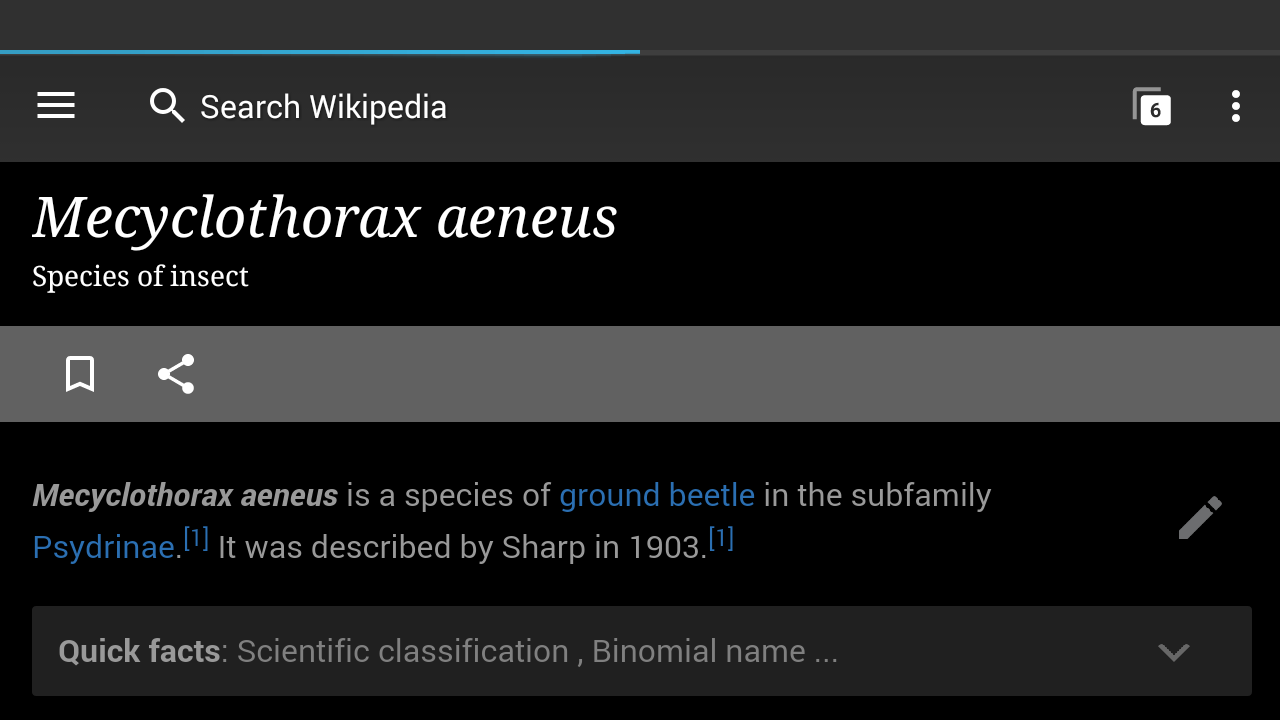 Search Wikipedia
6
Mecyclothorax aeneus
Species of insect
Mecyclothorax aeneus is a species of ground beetle in the subfamily
Psydrinae.[1] It was described by Sharp in 1903.[1]
Quick facts: Scientific classification , Binomial name ...